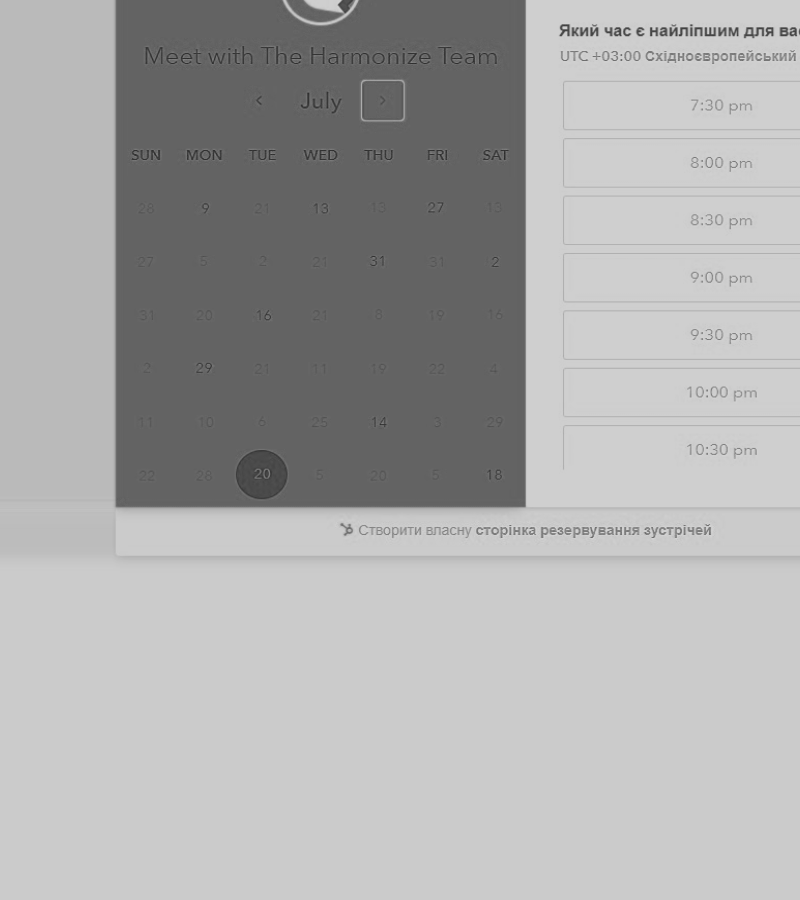 Meet with The Harmonize Team
July
SUN MON TUE WED THU FRI SAT
28 9 21 13 13 27 13
27 5 2 21 31 31 2
31 20 16 21 8 19 16
2 29 21 11 19 22 4
11 10 6 25 14 3 29
22 28 20 5 20 5 18
Який час є найліпшим для
UTC +03:00 Східноєвропейський
7:30 pm
8:00 pm
8:30 pm
9:00 pm
9:30 pm
10:00 pm
10:30 pm
Створити власну сторінка резервування зустрічей